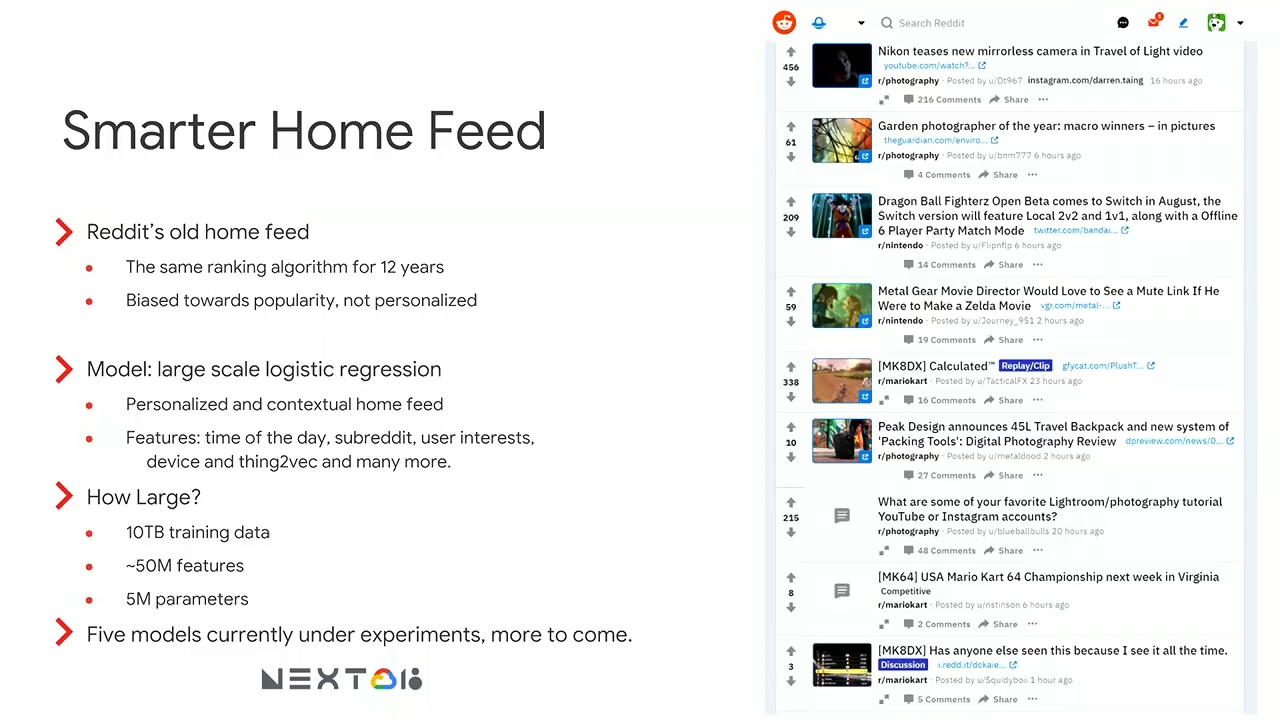 Smarter Home Feed
Reddit's old home feed
The same ranking algorithm for 12 years
Biased towards popularity, not personalized
Model: large scale logistic regression
Personalized and contextual home feed
Features: time of the day, subreddit, user interests,
device and thing2vec and many more.
How Large?
10TB training data
~50M features
5M parameters
Five models currently under experiments, more to come.
NEXT 18
Search Reddit
456
Nikon teases new mirrorless camera in Travel of Light video
youtube.com/watch?...
r/photography · Posted by u/Dt967 instagram.com/darren.taing 16 hours ago
216 Comments Share ···
61
Garden photographer of the year: macro winners – in pictures
theguardian.com/enviro...
r/photography · Posted by u/bnm777 6 hours ago
4 Comments Share ···
209
Dragon Ball Fighterz Open Beta comes to Switch in August, the
Switch version will feature Local 2v2 and 1v1, along with a Offline
6 Player Party Match Mode twitter.com/bandai...
r/nintendo · Posted by u/Flipnflp 6 hours ago
14 Comments Share ···
59
Metal Gear Movie Director Would Love to See a Mute Link If He
Were to Make a Zelda Movie vgr.com/metal-...
r/nintendo · Posted by u/Journey_951 2 hours ago
19 Comments Share ···
338
[MK8DX] Calculated™ Replay/Clip gfycat.com/PlushT...
r/mariokart · Posted by u/TacticalFX 23 hours ago
16 Comments Share ···
10
Peak Design announces 45L Travel Backpack and new system of
'Packing Tools': Digital Photography Review dpreview.com/news/0...
r/photography · Posted by u/metaldood 2 hours ago
27 Comments Share ···
215
What are some of your favorite Lightroom/photography tutorial
YouTube or Instagram accounts?
r/photography · Posted by u/blueballbulls 20 hours ago
48 Comments Share ···
8
[MK64] USA Mario Kart 64 Championship next week in Virginia
Competitive
r/mariokart · Posted by u/nstinson 6 hours ago
2 Comments Share ···
3
[MK8DX] Has anyone else seen this because I see it all the time.
Discussion i.redd.it/dckaie...
r/mariokart · Posted by u/Squidyboii 1 hour ago
5 Comments Share ···